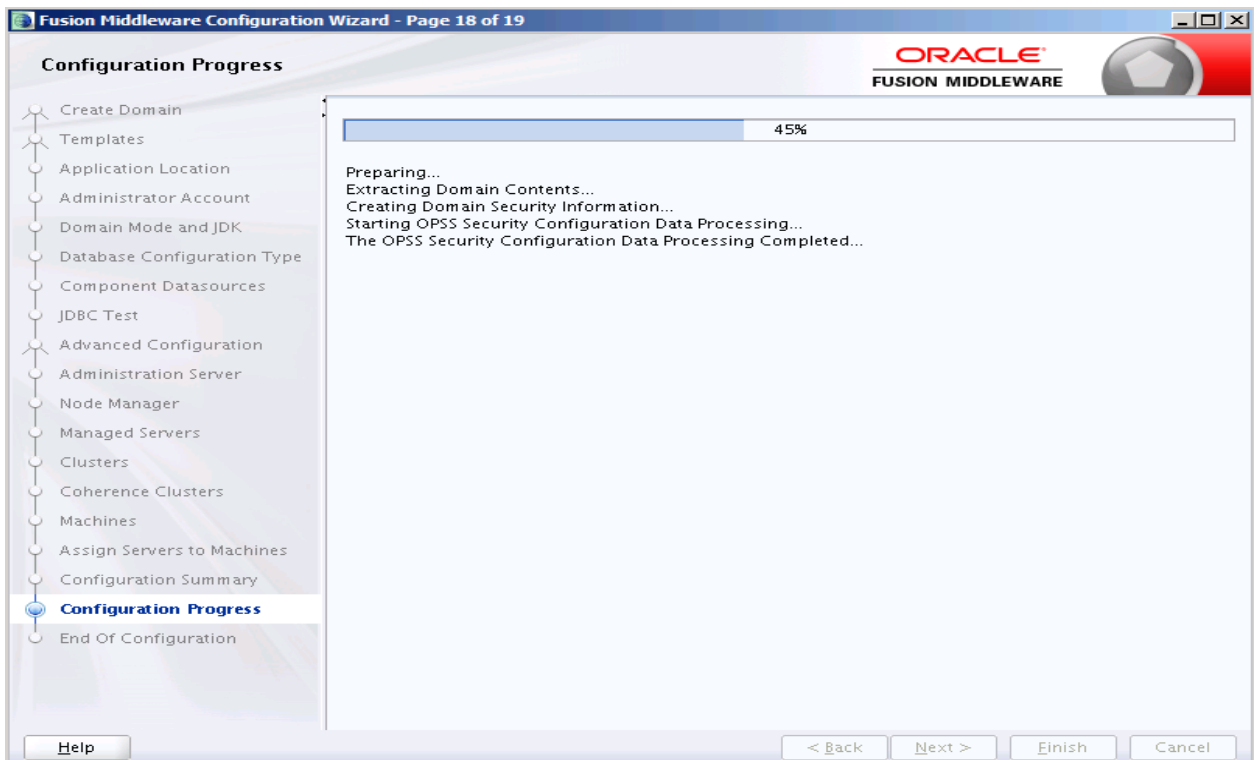 Fusion Middleware Configuration Wizard - Page 18 of 19
Configuration Progress
ORACLE
FUSION MIDDLEWARE
Create Domain
Templates
Application Location
Administrator Account
Domain Mode and JDK
Database Configuration Type
Component Datasources
JDBC Test
Advanced Configuration
Administration Server
Node Manager
Managed Servers
Clusters
Coherence Clusters
Machines
Assign Servers to Machines
Configuration Summary
Configuration Progress
End Of Configuration
45%
Preparing...
Extracting Domain Contents...
Creating Domain Security Information...
Starting OPSS Security Configuration Data Processing...
The OPSS Security Configuration Data Processing Completed...
Help
< Back Next > Finish Cancel